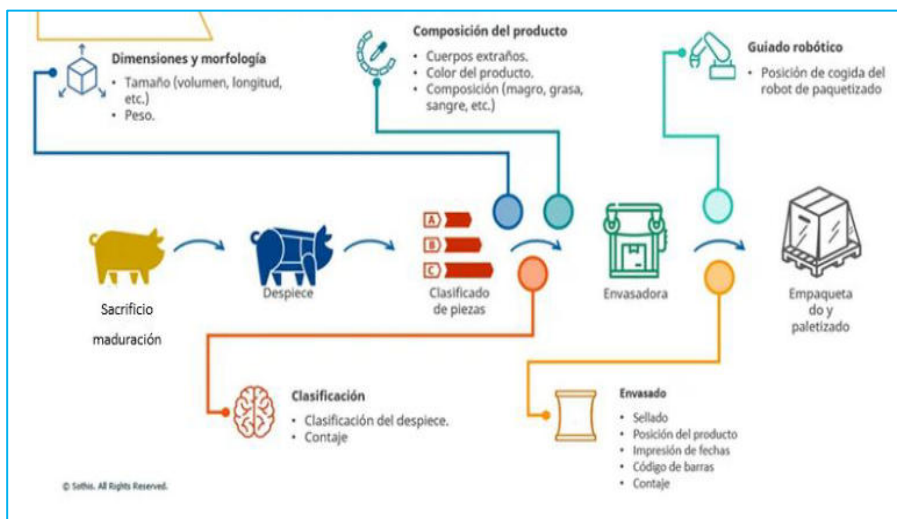 Dimensiones y morfología
• Tamaño (volumen, longitud,
etc.)
• Peso.
Composición del producto
• Cuerpos extraños.
• Color del producto.
• Composición (magro, grasa,
sangre, etc.)
Guiado robótico
• Posición de cogida del
robot de paquetizado
Sacrificio
maduración
Despiece
A
B
C
Clasificado
de piezas
Envasadora
Empaqueta
do y
paletizado
Clasificación
• Clasificación del despiece.
• Contaje
Envasado
• Sellado
• Posición del producto
• Impresión de fechas
• Código de barras
• Contaje
© Sothis. All Rights Reserved.